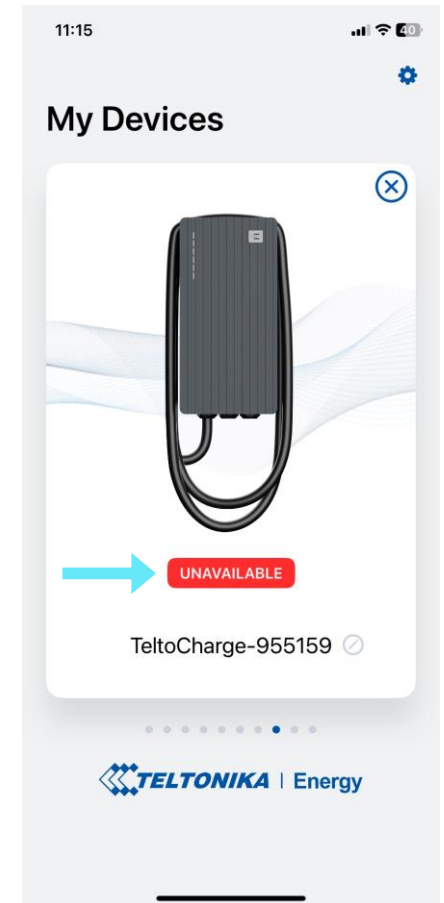 11:15
40
My Devices
UNAVAILABLE
TeltoCharge-955159
TELTONIKA | Energy